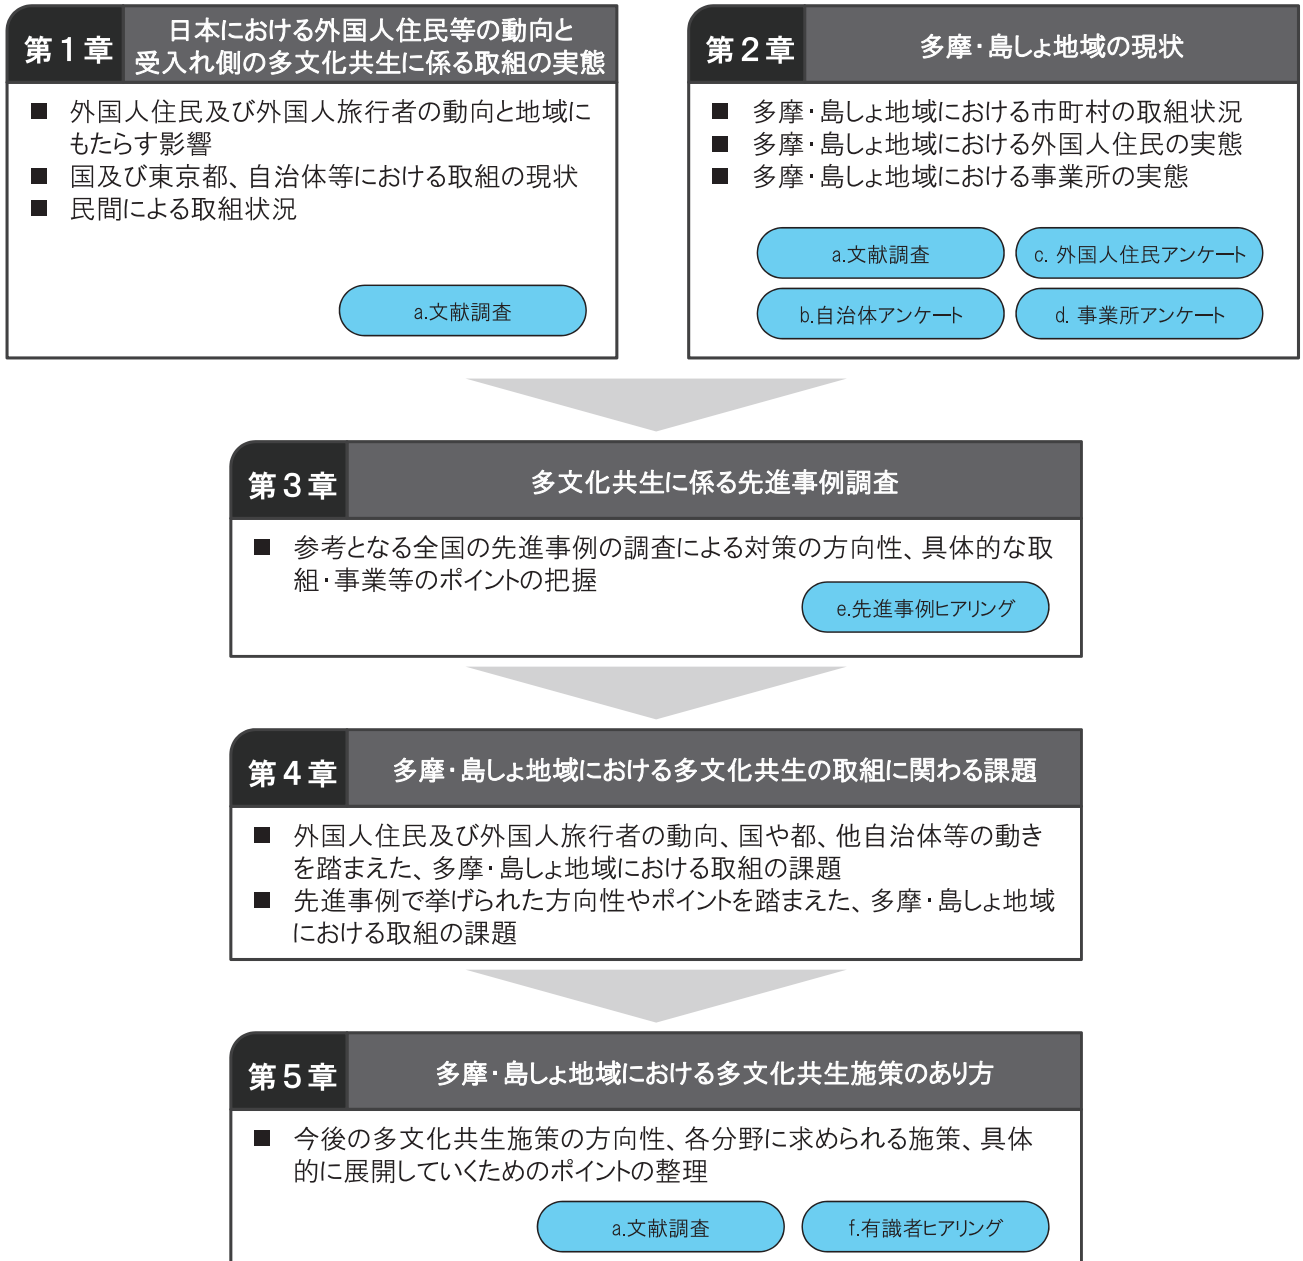 第１章
日本における外国人住民等の動向と
受入れ側の多文化共生に係る取組の実態
■ 外国人住民及び外国人旅行者の動向と地域に
もたらす影響
■ 国及び東京都、自治体等における取組の現状
■ 民間による取組状況
a.文献調査
第２章
多摩・島しょ地域の現状
■ 多摩・島しょ地域における市町村の取組状況
■ 多摩・島しょ地域における外国人住民の実態
■ 多摩・島しょ地域における事業所の実態
a.文献調査
c. 外国人住民アンケート
b.自治体アンケート
d. 事業所アンケート
第３章
多文化共生に係る先進事例調査
■ 参考となる全国の先進事例の調査による対策の方向性、具体的な取
組・事業等のポイントの把握
e.先進事例ヒアリング
第４章
多摩・島しょ地域における多文化共生の取組に関わる課題
■ 外国人住民及び外国人旅行者の動向、国や都、他自治体等の動き
を踏まえた、多摩・島しょ地域における取組の課題
■ 先進事例で挙げられた方向性やポイントを踏まえた、多摩・島しょ地域
における取組の課題
第５章
多摩・島しょ地域における多文化共生施策のあり方
■ 今後の多文化共生施策の方向性、各分野に求められる施策、具体
的に展開していくためのポイントの整理
a.文献調査
f.有識者ヒアリング